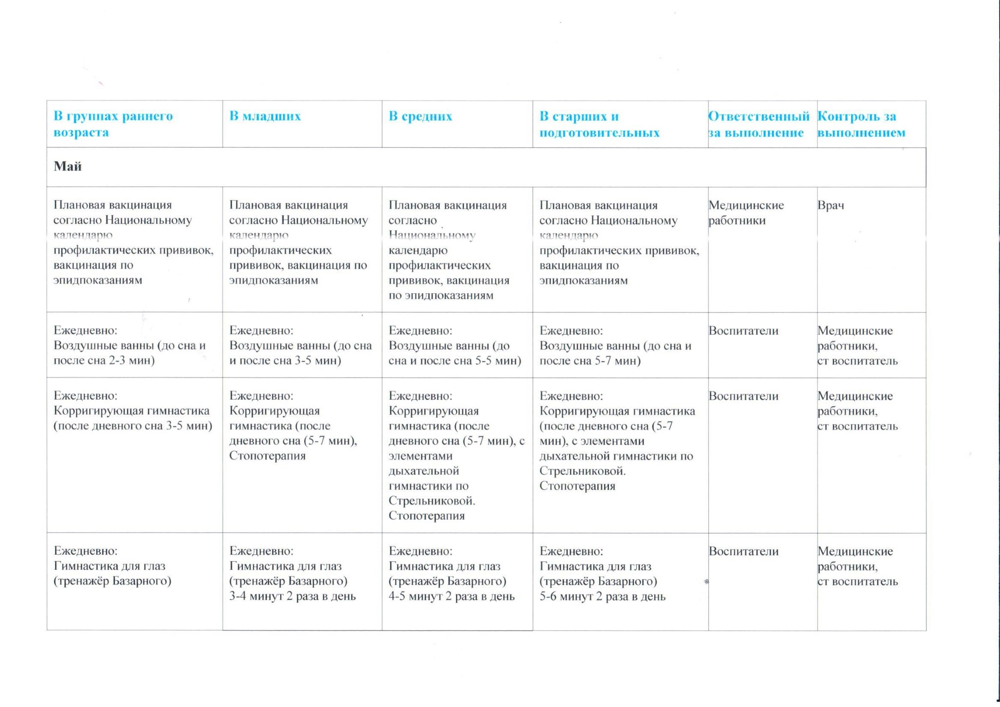 В группах раннего
возраста
В младших
В средних
В старших и
подготовительных
Ответственный
за выполнение
Контроль за
выполнением
Май
Плановая вакцинация
согласно Национальному
календарю
профилактических прививок,
вакцинация по
эпидпоказаниям
Плановая вакцинация
согласно Национальному
календарю
профилактических
прививок, вакцинация по
эпидпоказаниям
Плановая вакцинация
согласно
Национальному
календарю
профилактических
прививок, вакцинация
по эпидпоказаниям
Плановая вакцинация
согласно Национальному
календарю
профилактических прививок,
вакцинация по
эпидпоказаниям
Медицинские
работники
Врач
Ежедневно:
Воздушные ванны (до сна и
после сна 2-3 мин)
Ежедневно:
Воздушные ванны (до сна
и после сна 3-5 мин)
Ежедневно:
Воздушные ванны (до
сна и после сна 5-5 мин)
Ежедневно:
Воздушные ванны (до сна и
после сна 5-7 мин)
Воспитатели
Медицинские
работники,
ст воспитатель
Ежедневно:
Корригирующая гимнастика
(после дневного сна 3-5 мин)
Ежедневно:
Корригирующая
гимнастика (после
дневного сна (5-7 мин),
Стопотерапия
Ежедневно:
Корригирующая
гимнастика (после
дневного сна (5-7 мин), с
элементами
дыхательной
гимнастики по
Стрельниковой.
Стопотерапия
Ежедневно:
Корригирующая гимнастика
(после дневного сна (5-7
мин), с элементами
дыхательной гимнастики по
Стрельниковой.
Стопотерапия
Воспитатели
Медицинские
работники,
ст воспитатель
Ежедневно:
Гимнастика для глаз
(тренажёр Базарного)
Ежедневно:
Гимнастика для глаз
(тренажёр Базарного)
3-4 минут 2 раза в день
Ежедневно:
Гимнастика для глаз
(тренажёр Базарного)
4-5 минут 2 раза в день
Ежедневно:
Гимнастика для глаз
(тренажёр Базарного)
5-6 минут 2 раза в день
Воспитатели
Медицинские
работники,
ст воспитатель